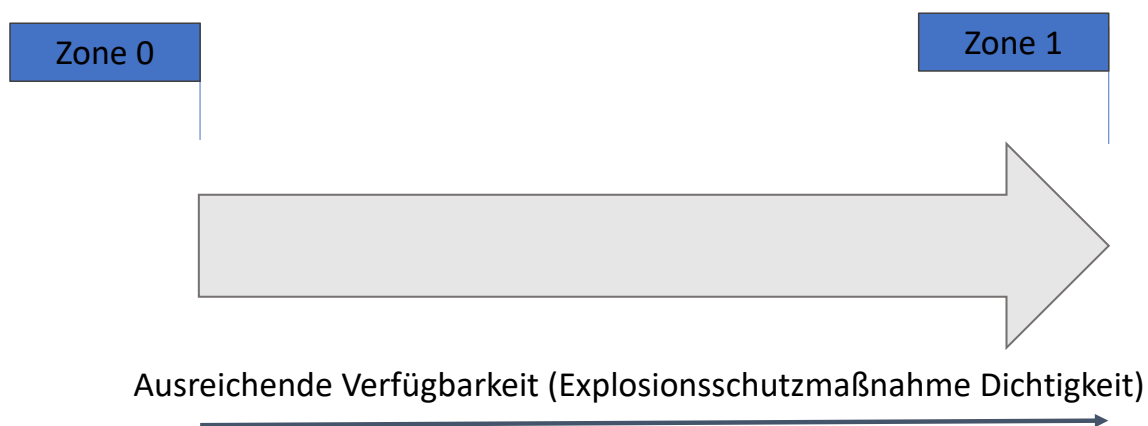 Zone 0
Zone 1
Ausreichende Verfügbarkeit (Explosionsschutzmaßnahme Dichtigkeit)